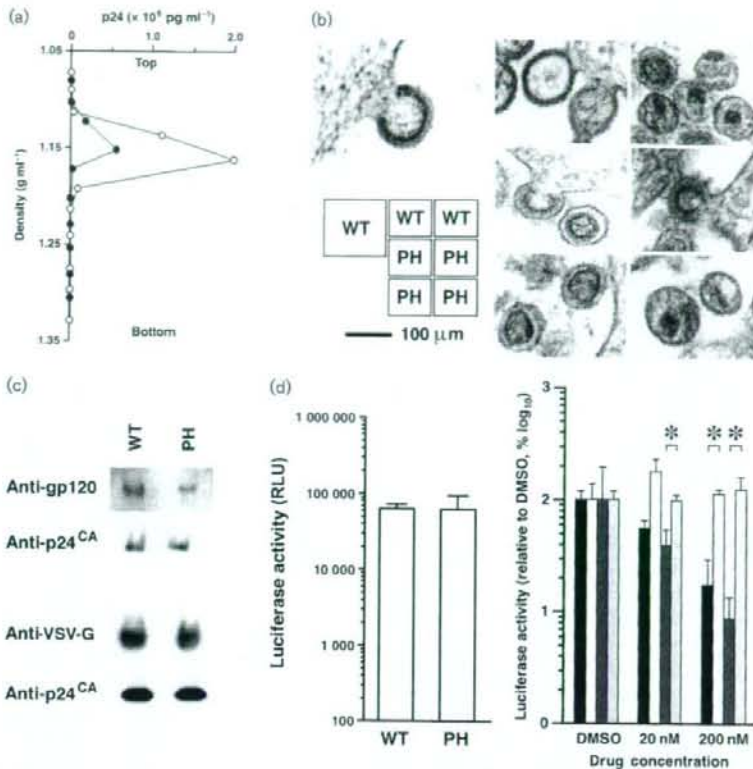 (a)
p24 (× 10⁶ pg ml⁻¹)
0 1.0 2.0
Top
1.05
1.15
1.25
1.35
Density (g ml⁻¹)
Bottom
(b)
WT
WT WT
PH PH
PH PH
100 μm
(c)
WT PH
Anti-gp120
Anti-p24ᶜᴬ
Anti-VSV-G
Anti-p24ᶜᴬ
(d)
Luciferase activity (RLU)
1 000 000
100 000
10 000
1 000
100
WT PH
Luciferase activity (relative to DMSO, % log₁₀)
3
2
1
0
* * *
DMSO 20 nM 200 nM
Drug concentration